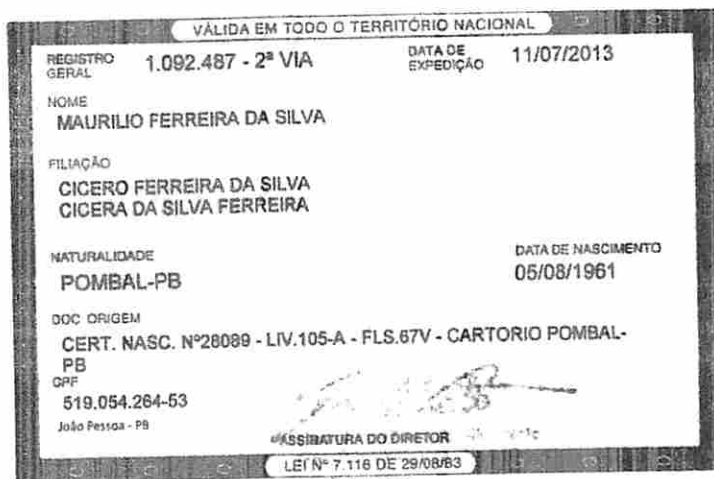 VÁLIDA EM TODO O TERRITÓRIO NACIONAL
REGISTRO GERAL 1.092.487 - 2ª VIA DATA DE EXPEDIÇÃO 11/07/2013
NOME
MAURILIO FERREIRA DA SILVA
FILIAÇÃO
CICERO FERREIRA DA SILVA
CICERA DA SILVA FERREIRA
NATURALIDADE DATA DE NASCIMENTO
POMBAL-PB 05/08/1961
DOC ORIGEM
CERT. NASC. Nº28089 - LIV.105-A - FLS.67V - CARTORIO POMBAL-
PB
CPF
519.054.264-53
João Pessoa - PB
ASSINATURA DO DIRETOR
LEI Nº 7.116 DE 29/08/83